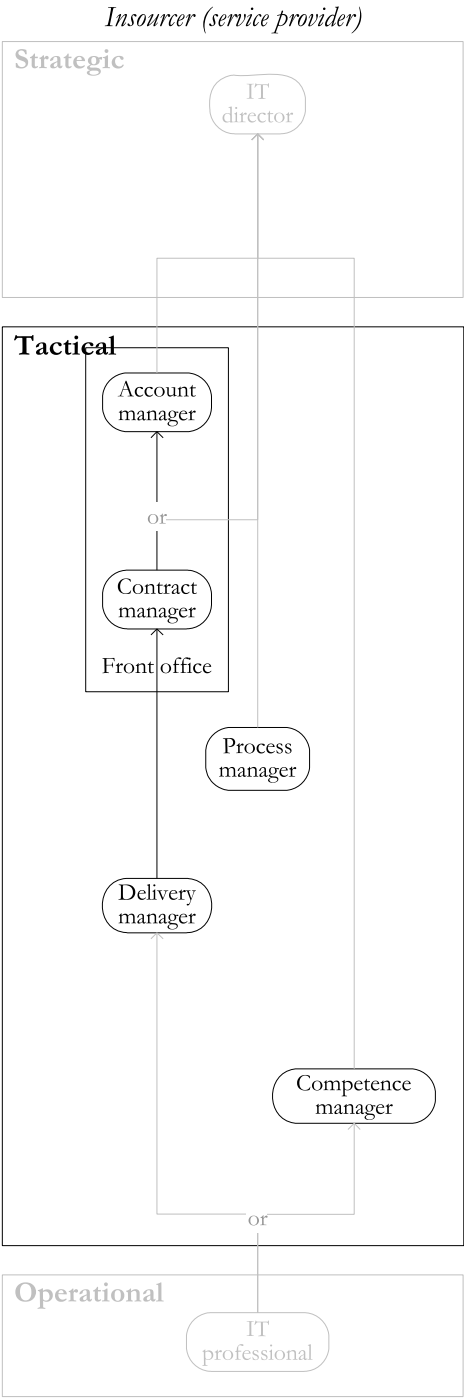 Insourcer (service provider)
Strategic
IT
director
Tactical
Account
manager
or
Contract
manager
Front office
Process
manager
Delivery
manager
Competence
manager
or
Operational
IT
professional